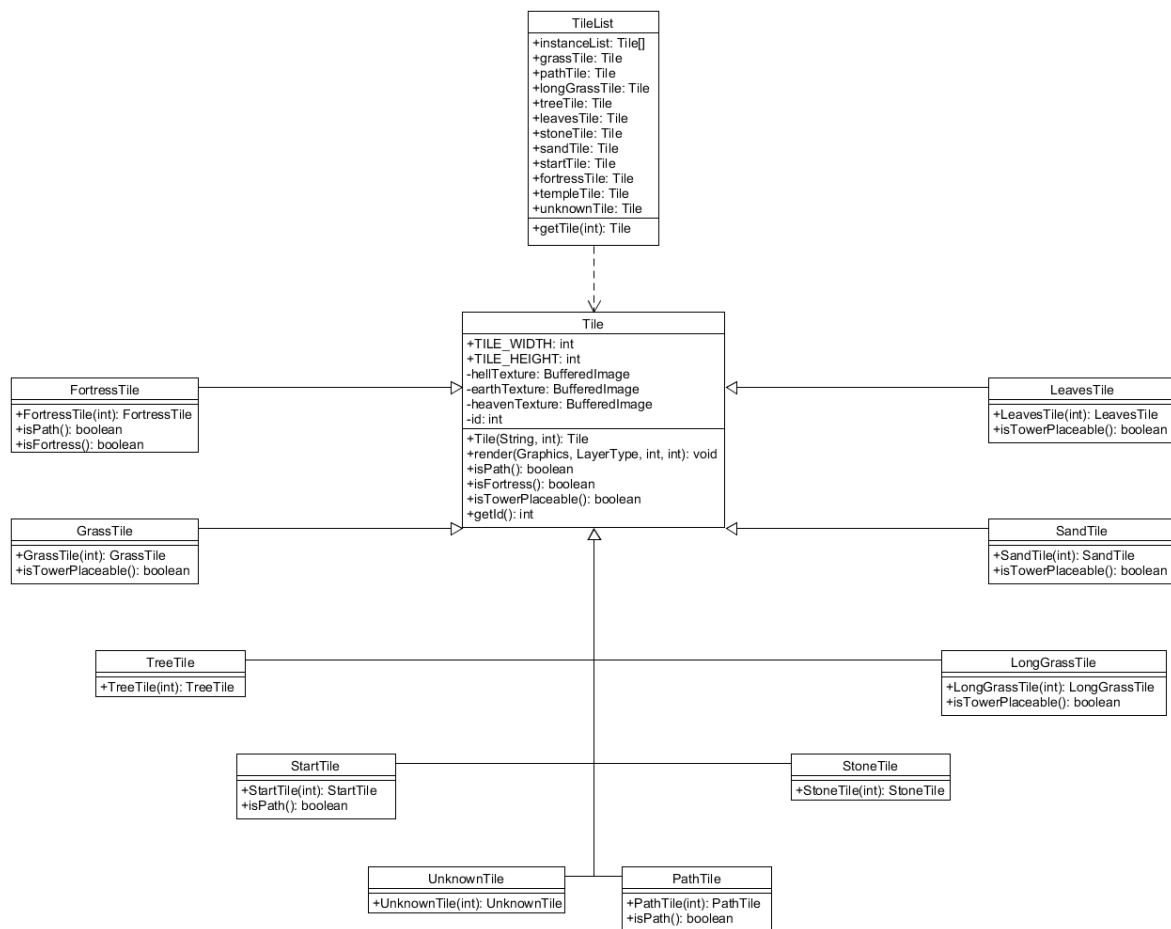 TileList
+instanceList: Tile[]
+grassTile: Tile
+pathTile: Tile
+longGrassTile: Tile
+treeTile: Tile
+leavesTile: Tile
+stoneTile: Tile
+sandTile: Tile
+startTile: Tile
+fortressTile: Tile
+templeTile: Tile
+unknownTile: Tile
+getTile(int): Tile
Tile
+TILE_WIDTH: int
+TILE_HEIGHT: int
-hellTexture: BufferedImage
-earthTexture: BufferedImage
-heavenTexture: BufferedImage
-id: int
+Tile(String, int): Tile
+render(Graphics, LayerType, int, int): void
+isPath(): boolean
+isFortress(): boolean
+isTowerPlaceable(): boolean
+getId(): int
FortressTile
+FortressTile(int): FortressTile
+isPath(): boolean
+isFortress(): boolean
LeavesTile
+LeavesTile(int): LeavesTile
+isTowerPlaceable(): boolean
GrassTile
+GrassTile(int): GrassTile
+isTowerPlaceable(): boolean
SandTile
+SandTile(int): SandTile
+isTowerPlaceable(): boolean
TreeTile
+TreeTile(int): TreeTile
LongGrassTile
+LongGrassTile(int): LongGrassTile
+isTowerPlaceable(): boolean
StartTile
+StartTile(int): StartTile
+isPath(): boolean
StoneTile
+StoneTile(int): StoneTile
UnknownTile
+UnknownTile(int): UnknownTile
PathTile
+PathTile(int): PathTile
+isPath(): boolean